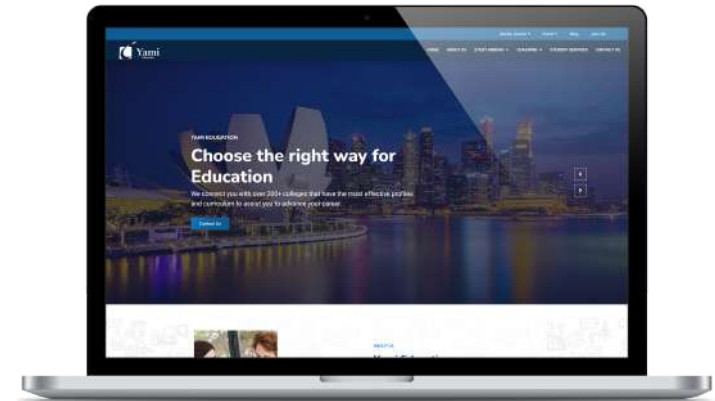 Yami
HOME ABOUT US STUDY ABROAD COACHING STUDENT SERVICES CONTACT US
YAMI EDUCATION
Choose the right way for
Education
We connect you with over 200+ colleges that have the most effective profiles
and curriculum to assist you to advance your career.
Contact Us
ABOUT US